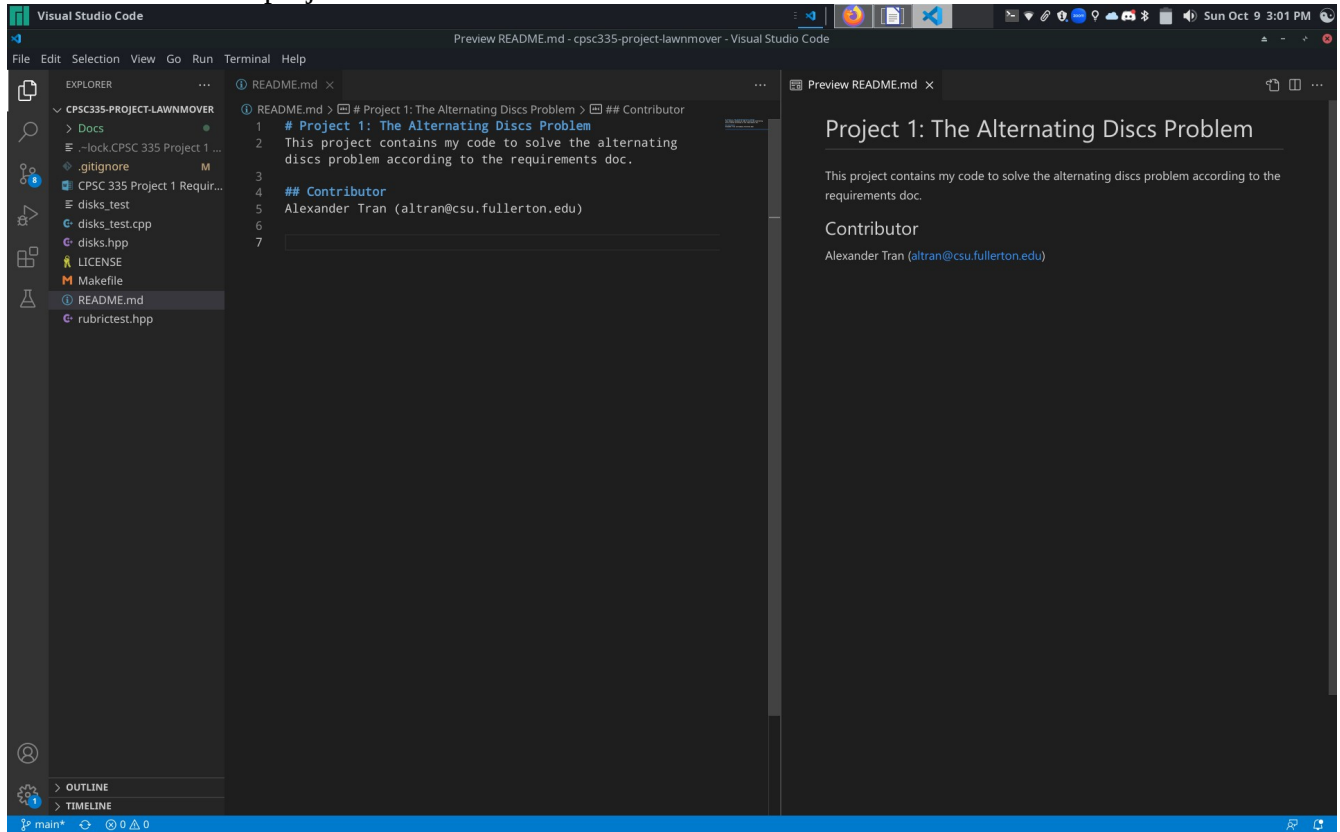 Visual Studio Code
Sun Oct 9 3:01 PM
Preview README.md - cpsc335-project-lawnmover - Visual Studio Code
File Edit Selection View Go Run Terminal Help
EXPLORER ...
CPSC335-PROJECT-LAWNMOVER
> Docs
.~lock.CPSC 335 Project 1 ...
.gitignore M
CPSC 335 Project 1 Requir...
disks_test
disks_test.cpp
disks.hpp
LICENSE
Makefile
README.md
rubrictest.hpp
8
> OUTLINE
> TIMELINE
1
README.md ×
...
README.md > # Project 1: The Alternating Discs Problem > ## Contributor
1 # Project 1: The Alternating Discs Problem
2 This project contains my code to solve the alternating
discs problem according to the requirements doc.
3
4 ## Contributor
5 Alexander Tran (altran@csu.fullerton.edu)
6
7
Preview README.md ×
...
Project 1: The Alternating Discs Problem
This project contains my code to solve the alternating discs problem according to the
requirements doc.
Contributor
Alexander Tran (altran@csu.fullerton.edu)
main* 0 0